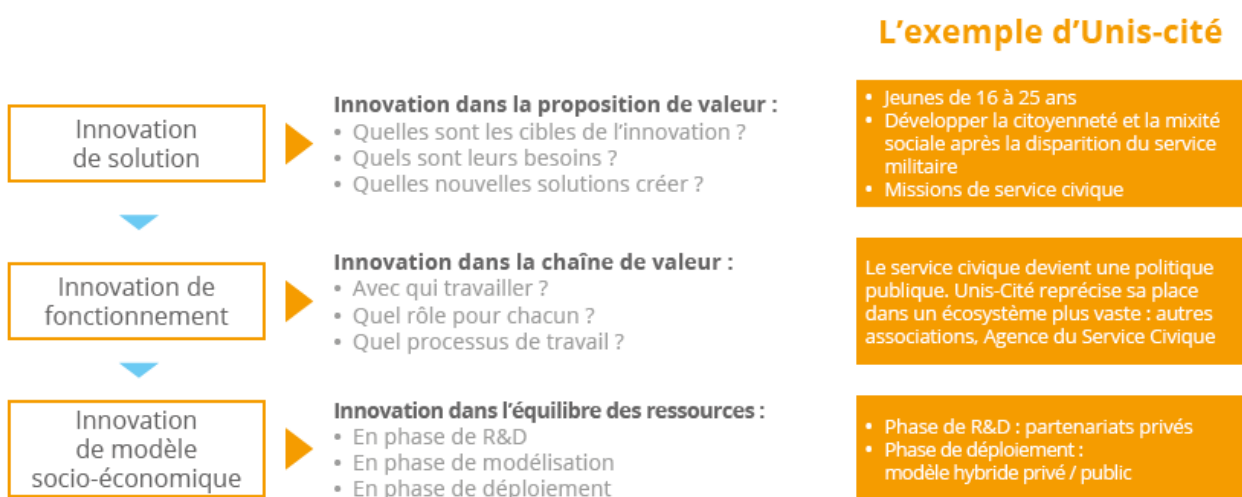 L’exemple d’Unis-cité
Innovation
de solution
Innovation dans la proposition de valeur :
• Quelles sont les cibles de l’innovation ?
• Quels sont leurs besoins ?
• Quelles nouvelles solutions créer ?
• Jeunes de 16 à 25 ans
• Développer la citoyenneté et la mixité
sociale après la disparition du service
militaire
• Missions de service civique
Innovation de
fonctionnement
Innovation dans la chaîne de valeur :
• Avec qui travailler ?
• Quel rôle pour chacun ?
• Quel processus de travail ?
Le service civique devient une politique
publique. Unis-Cité reprécise sa place
dans un écosystème plus vaste : autres
associations, Agence du Service Civique
Innovation
de modèle
socio-économique
Innovation dans l’équilibre des ressources :
• En phase de R&D
• En phase de modélisation
• En phase de déploiement
• Phase de R&D : partenariats privés
• Phase de déploiement :
modèle hybride privé / public